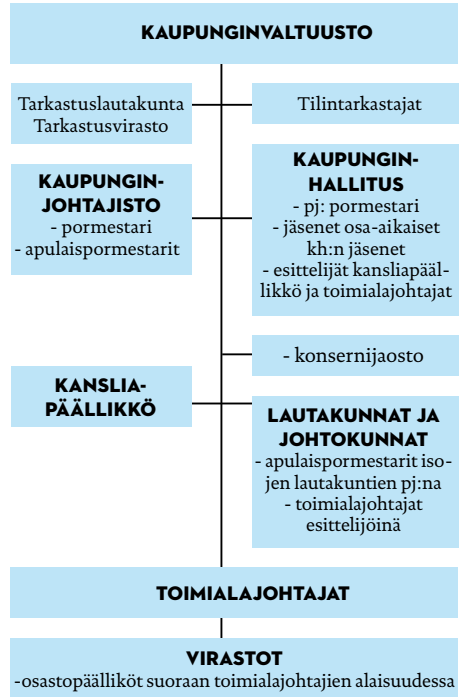 KAUPUNGINVALTUUSTO
Tarkastuslautakunta
Tarkastusvirasto
Tilintarkastajat
KAUPUNGIN-
JOHTAJISTO
- pormestari
- apulaispormestarit
KAUPUNGIN-
HALLITUS
- pj: pormestari
- jäsenet osa-aikaiset
kh:n jäsenet
- esittelijät kansliapääl-
likkö ja toimialajohtajat
- konsernijaosto
KANSLIA-
PÄÄLLIKKÖ
LAUTAKUNNAT JA
JOHTOKUNNAT
- apulaispormestarit iso-
jen lautakuntien pj:na
- toimialajohtajat
esittelijöinä
TOIMIALAJOHTAJAT
VIRASTOT
-osastopäälliköt suoraan toimialajohtajien alaisuudessa